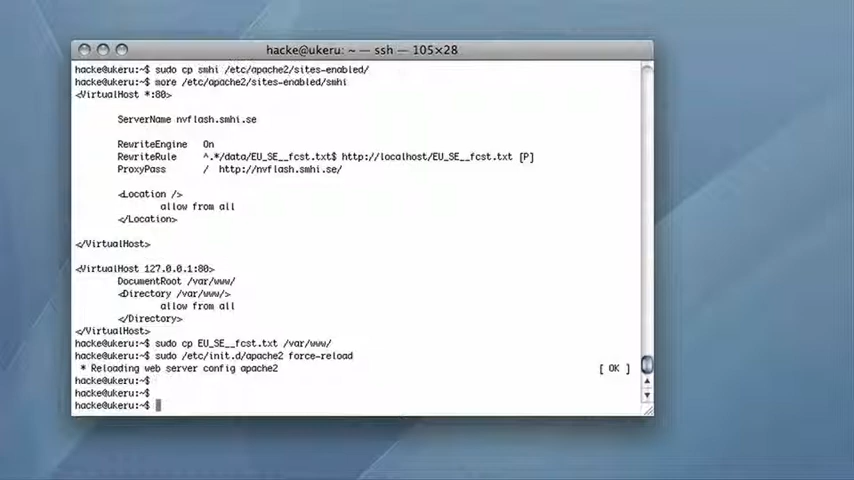 hacke@ukeru: ~ — ssh — 105×28
hacke@ukeru:~$ sudo cp smhi /etc/apache2/sites-enabled/
hacke@ukeru:~$ more /etc/apache2/sites-enabled/smhi
<VirtualHost *:80>
ServerName nvflash.smhi.se
RewriteEngine On
RewriteRule ^.*/data/EU_SE__fcst.txt$ http://localhost/EU_SE__fcst.txt [P]
ProxyPass / http://nvflash.smhi.se/
<Location />
allow from all
</Location>
</VirtualHost>
<VirtualHost 127.0.0.1:80>
DocumentRoot /var/www/
<Directory /var/www/>
allow from all
</Directory>
</VirtualHost>
hacke@ukeru:~$ sudo cp EU_SE__fcst.txt /var/www/
hacke@ukeru:~$ sudo /etc/init.d/apache2 force-reload
* Reloading web server config apache2 [ OK ]
hacke@ukeru:~$
hacke@ukeru:~$
hacke@ukeru:~$